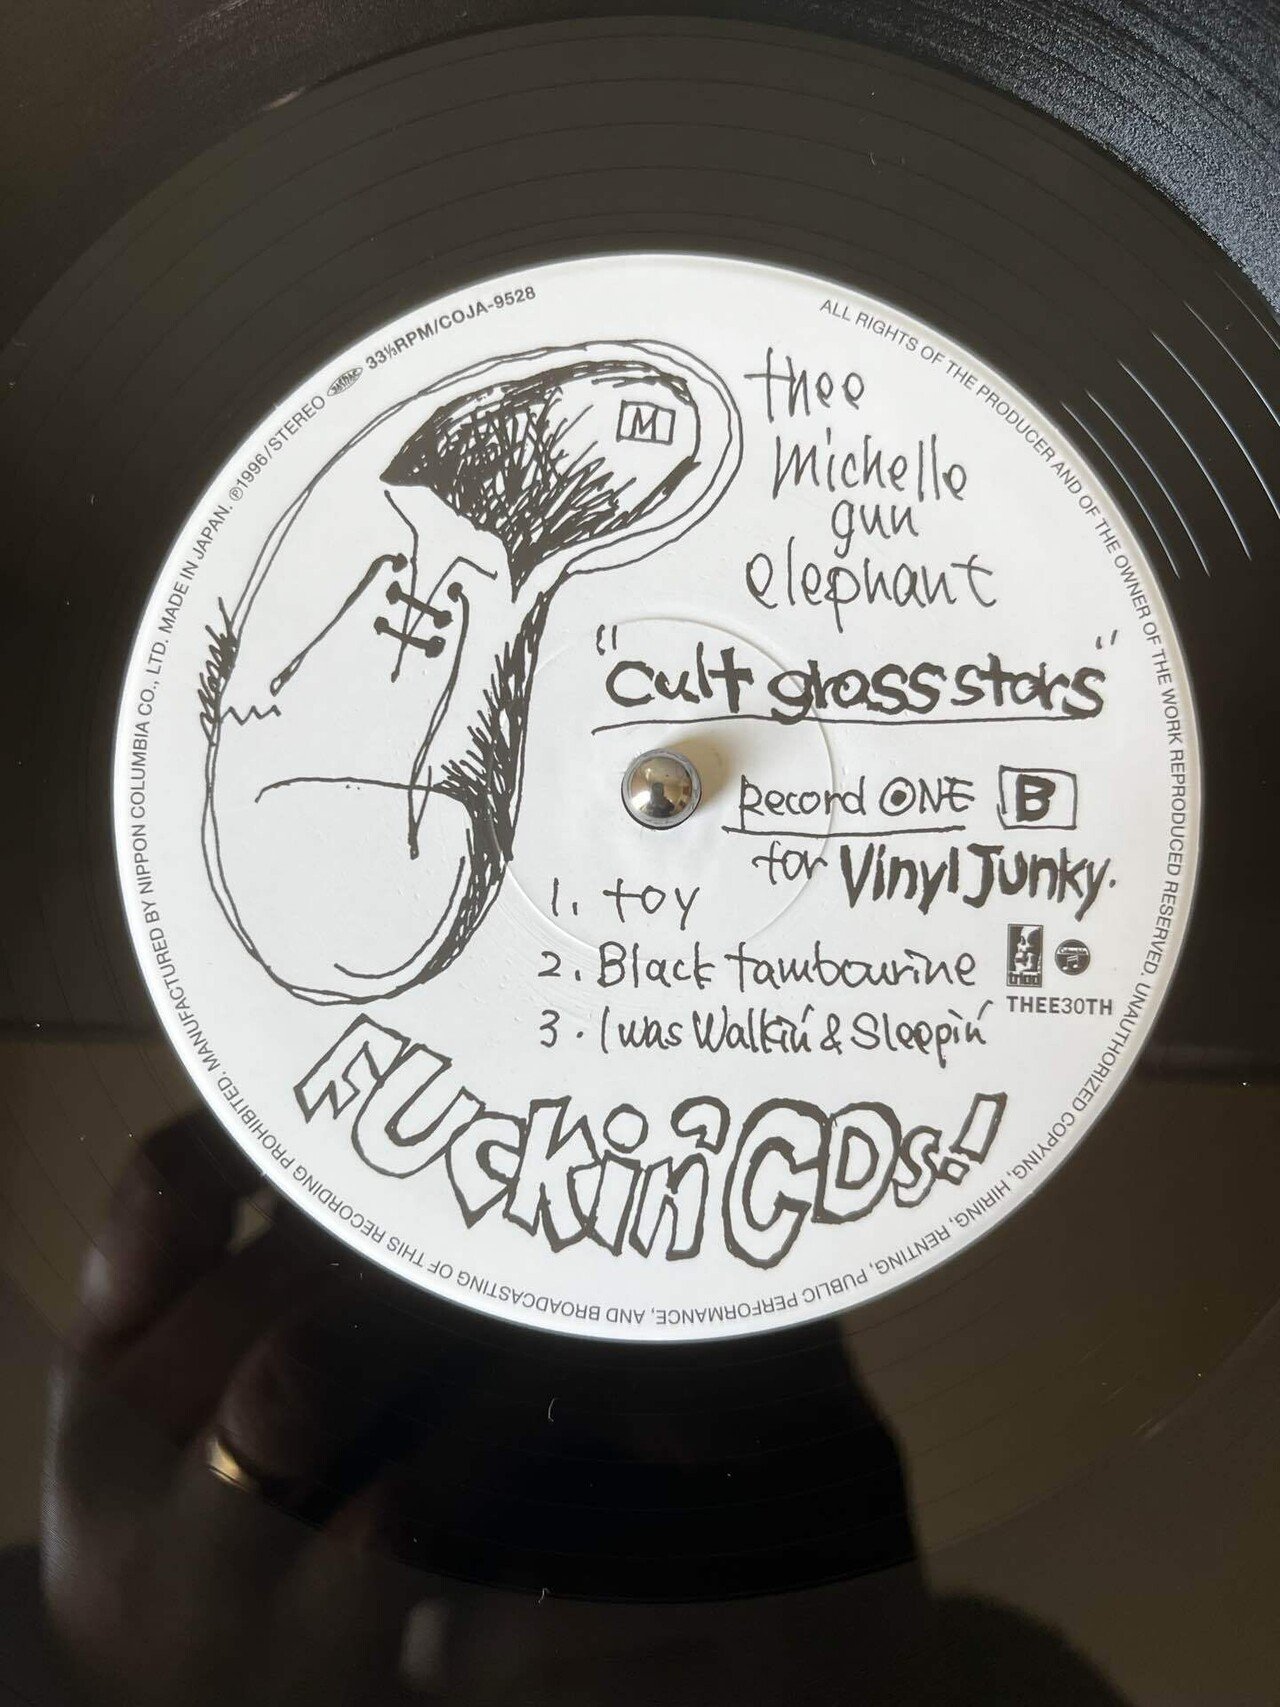 MANUFACTURED BY NIPPON COLUMBIA CO., LTD. MADE IN JAPAN. ℗1996/STEREO 33⅓RPM/COJA-9528
ALL RIGHTS OF THE PRODUCER AND OF THE OWNER OF THE WORK REPRODUCED RESERVED. UNAUTHORIZED COPYING, HIRING, RENTING, PUBLIC PERFORMANCE, AND BROADCASTING OF THIS RECORDING PROHIBITED.
M
thee
michelle
gun
elephant
"cult grass stars"
Record ONE B
for Vinyl Junky.
1. toy
2. Black tambourine
3. I was Walkin' & Sleepin'
triad
THEE30TH
FUCKin' CDs!